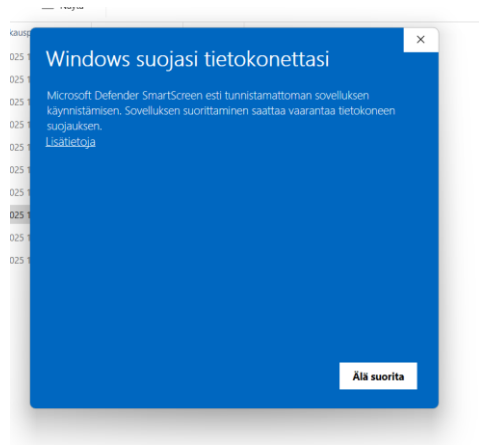 Näytä
Windows suojasi tietokonettasi
Microsoft Defender SmartScreen esti tunnistamattoman sovelluksen
käynnistämisen. Sovelluksen suorittaminen saattaa vaarantaa tietokoneen
suojauksen.
Lisätietoja
Älä suorita